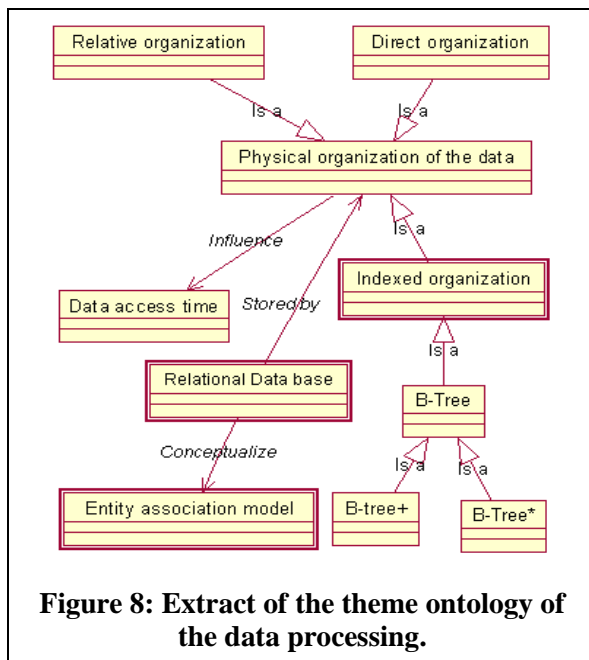 Relative organization
Direct organization
Is a
Is a
Physical organization of the data
Influence
Is a
Indexed organization
Data access time
Stored by
Is a
Relational Data base
B-Tree
Conceptualize
Is a
Is a
Entity association model
B-tree+
B-Tree*
Figure 8: Extract of the theme ontology of
the data processing.